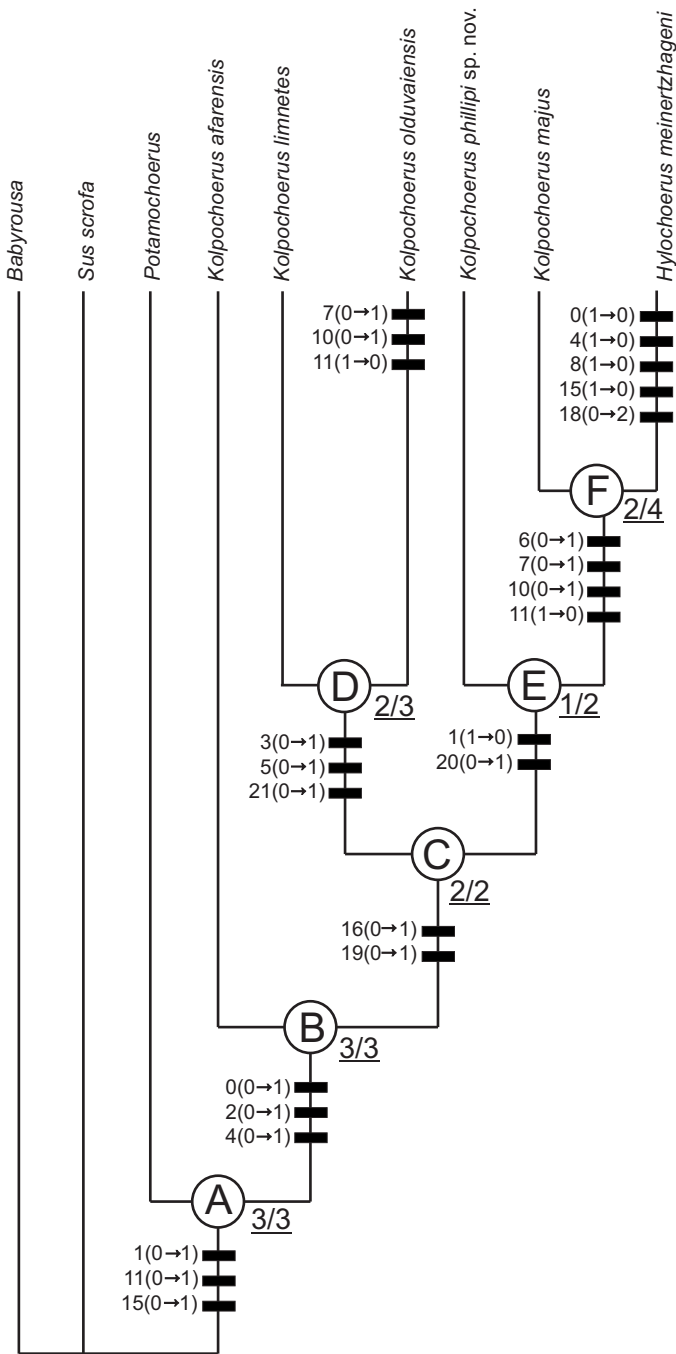 Babyrousa
Sus scrofa
Potamochoerus
Kolpochoerus afarensis
Kolpochoerus limnetes
Kolpochoerus olduvaiensis
Kolpochoerus phillipi sp. nov.
Kolpochoerus majus
Hylochoerus meinertzhageni
7(0→1)
10(0→1)
11(1→0)
0(1→0)
4(1→0)
8(1→0)
15(1→0)
18(0→2)
F
2/4
6(0→1)
7(0→1)
10(0→1)
11(1→0)
D
2/3
E
1/2
3(0→1)
5(0→1)
21(0→1)
1(1→0)
20(0→1)
C
2/2
16(0→1)
19(0→1)
B
3/3
0(0→1)
2(0→1)
4(0→1)
A
3/3
1(0→1)
11(0→1)
15(0→1)